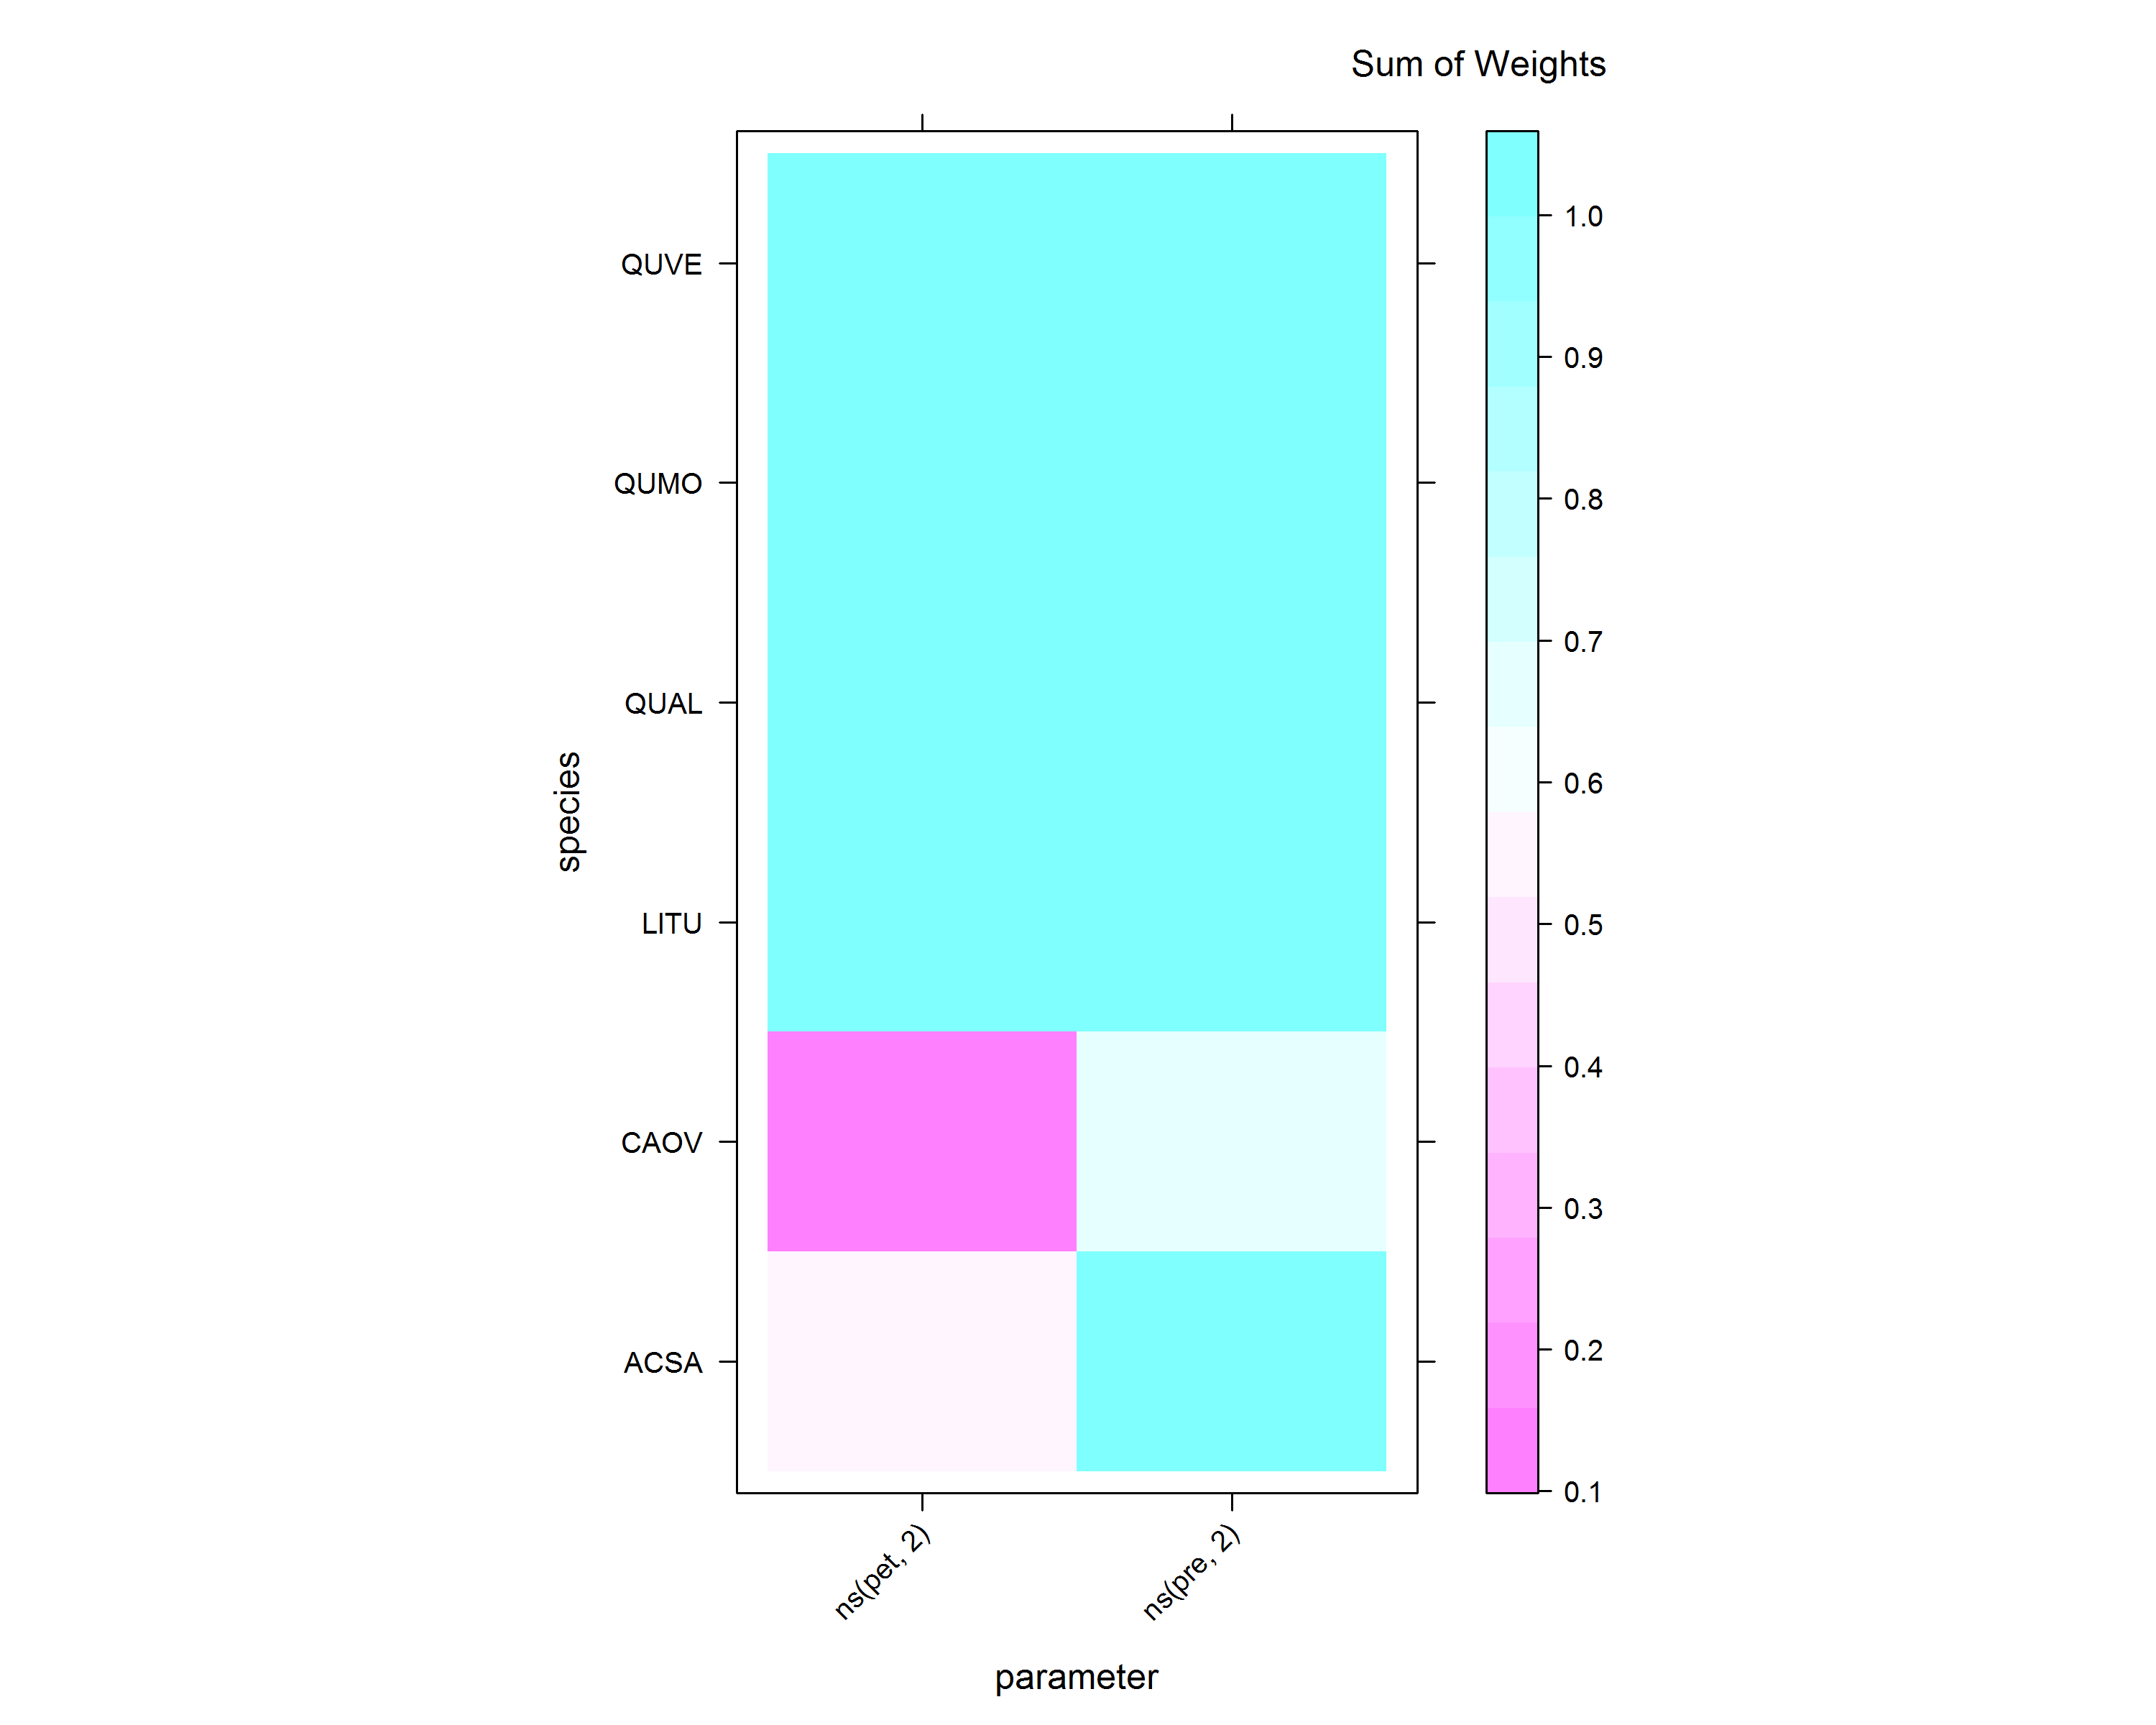 Sum of Weights
QUVE
QUMO
QUAL
LITU
CAOV
ACSA
species
ns(pet, 2)
ns(pre, 2)
parameter
1.0
0.9
0.8
0.7
0.6
0.5
0.4
0.3
0.2
0.1